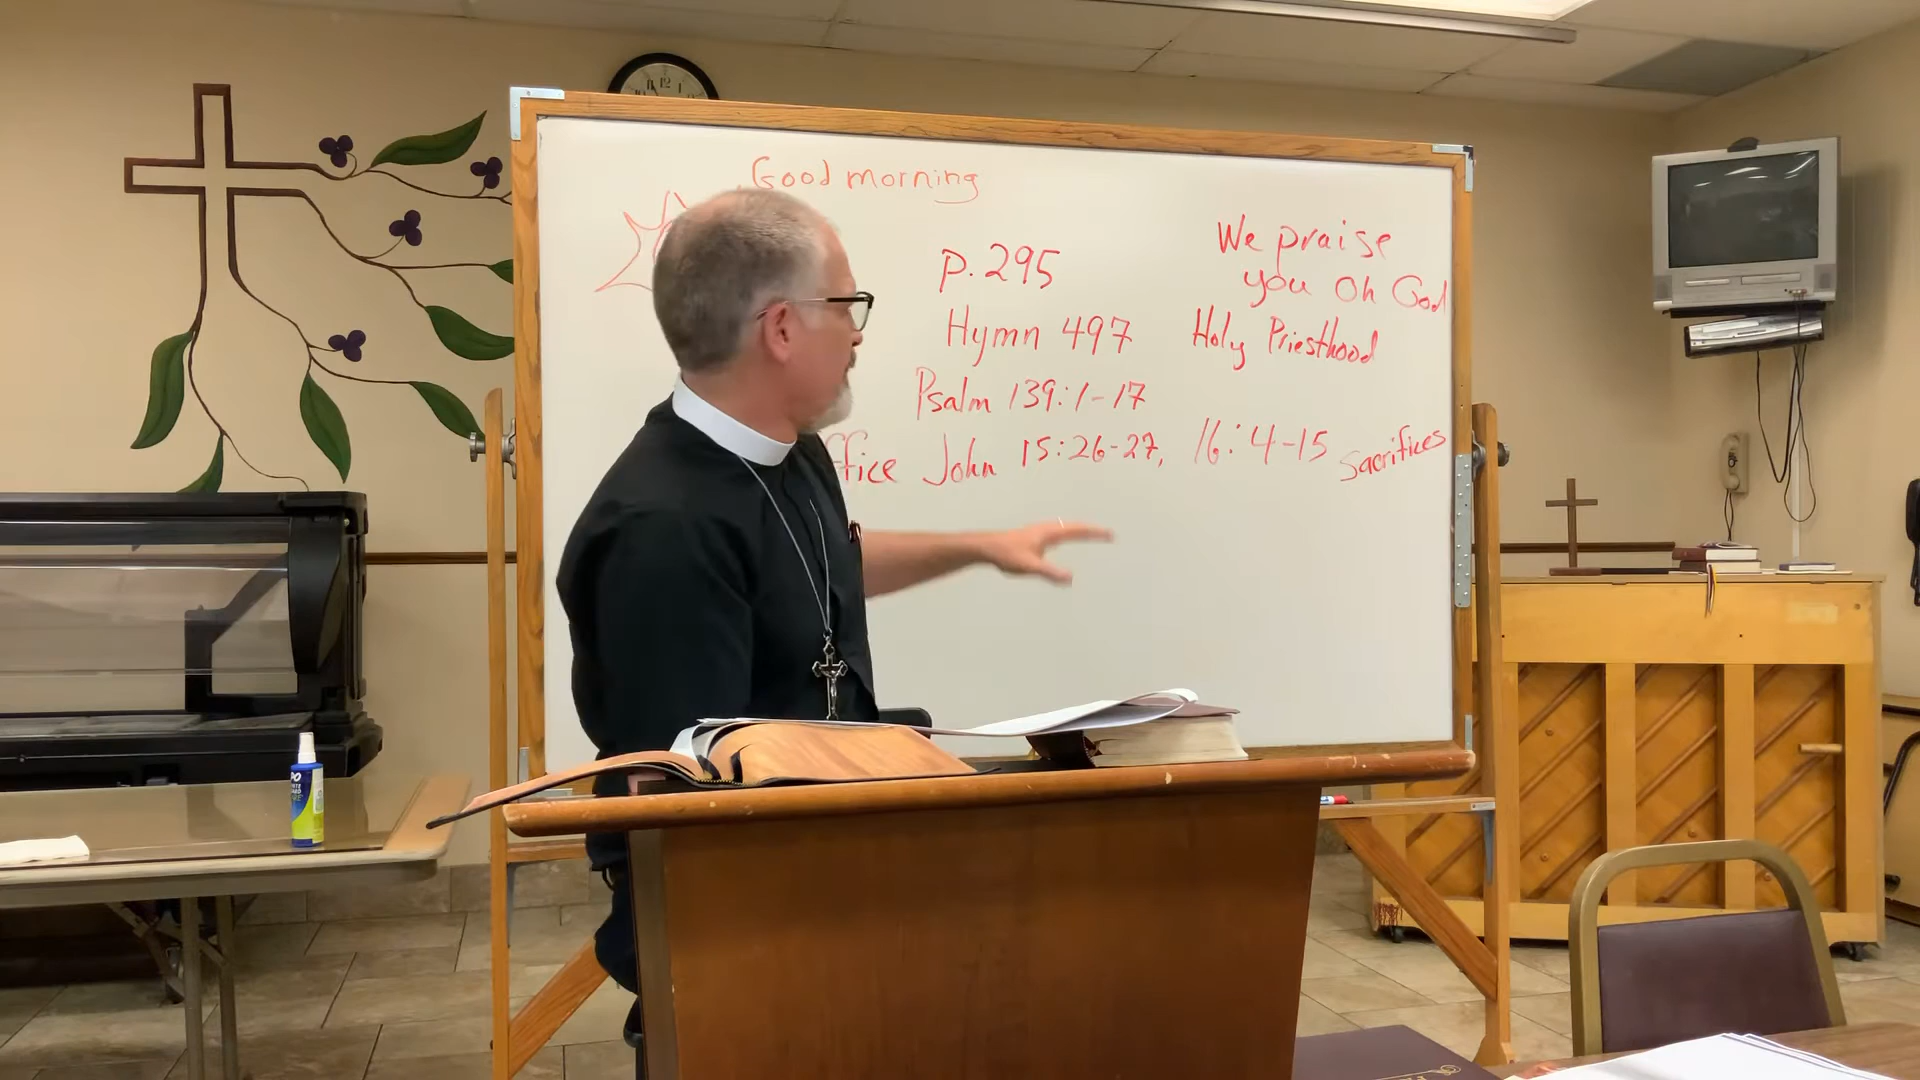 Good morning
p. 295
Hymn 497
Psalm 139:1-17
ffice John 15:26-27, 16:4-15
We praise
you Oh God
Holy Priesthood
Sacrifices